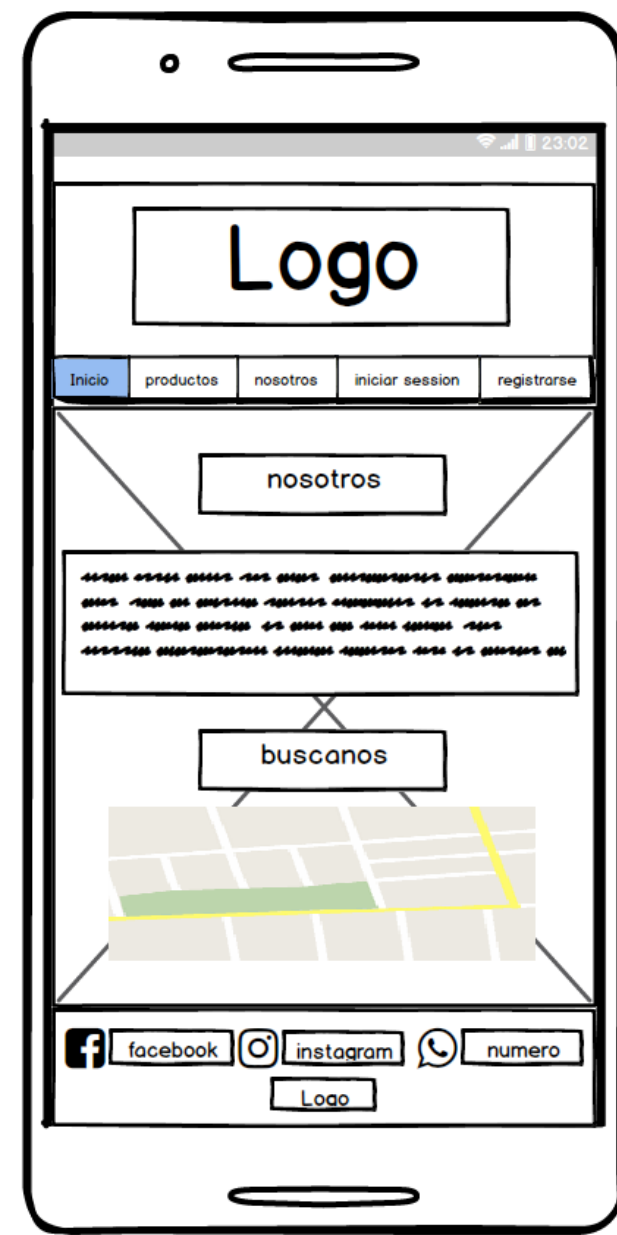 23:02
Logo
Inicio productos nosotros iniciar session registrarse
nosotros
buscanos
facebook instagram numero
Logo